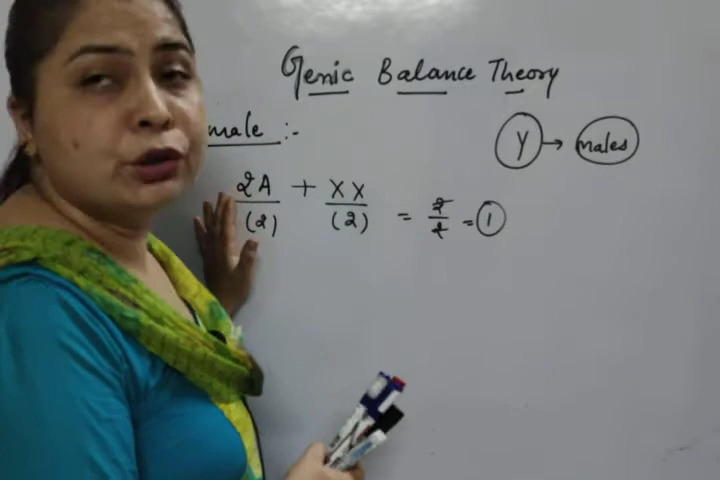 Genic Balance Theory
male :-
Y → males
2A + XX
(2) (2) = 2/2 = 1